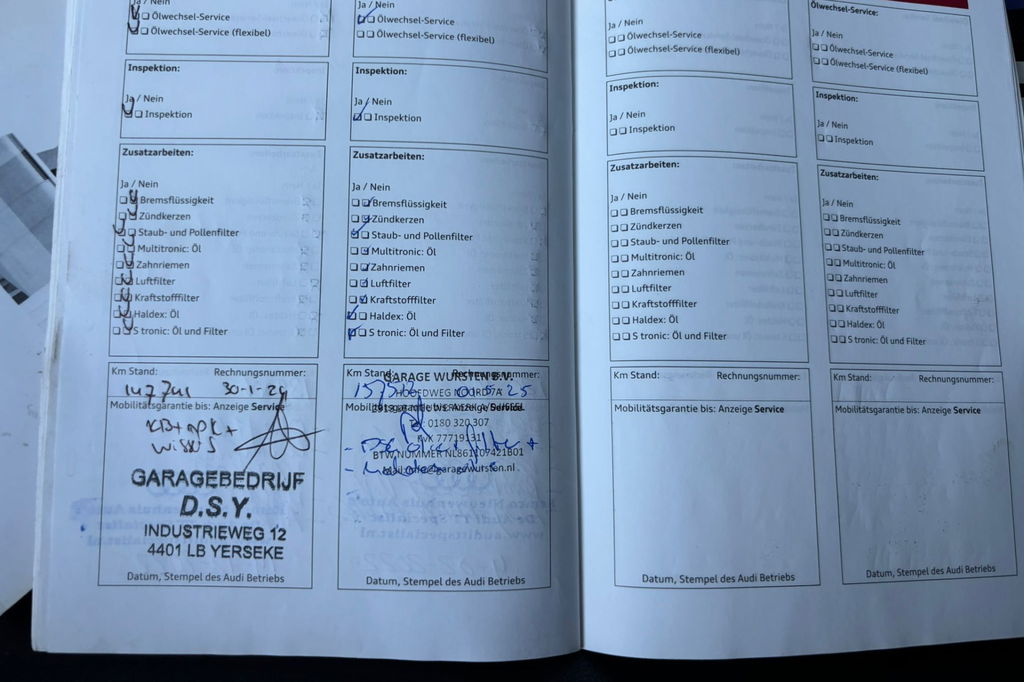 Ölwechsel-Service
Ölwechsel-Service (flexibel)
Inspektion:
Ja / Nein
Inspektion
Zusatzarbeiten:
Ja / Nein
Bremsflüssigkeit
Zündkerzen
Staub- und Pollenfilter
Multitronic: Öl
Zahnriemen
Luftfilter
Kraftstofffilter
Haldex: Öl
S tronic: Öl und Filter
Km Stand: Rechnungsnummer:
30-1-24
Mobilitätsgarantie bis: Anzeige Service
GARAGEBEDRIJF
D.S.Y.
INDUSTRIEWEG 12
4401 LB YERSEKE
Datum, Stempel des Audi Betriebs
Ölwechsel-Service
Ölwechsel-Service (flexibel)
Inspektion:
Ja / Nein
Inspektion
Zusatzarbeiten:
Ja / Nein
Bremsflüssigkeit
Zündkerzen
Staub- und Pollenfilter
Multitronic: Öl
Zahnriemen
Luftfilter
Kraftstofffilter
Haldex: Öl
S tronic: Öl und Filter
Km Stand: Rechnungsnummer:
GARAGE WURSTEN B.V.
Mobilitätsgarantie bis: Anzeige Service
Tel: 0180 320 307
KvK 77719131
BTW NUMMER NL861107421B01
Mail: info@garagewursten.nl
Datum, Stempel des Audi Betriebs
Ja / Nein
Ölwechsel-Service
Ölwechsel-Service (flexibel)
Inspektion:
Ja / Nein
Inspektion
Zusatzarbeiten:
Ja / Nein
Bremsflüssigkeit
Zündkerzen
Staub- und Pollenfilter
Multitronic: Öl
Zahnriemen
Luftfilter
Kraftstofffilter
Haldex: Öl
S tronic: Öl und Filter
Km Stand: Rechnungsnummer:
Mobilitätsgarantie bis: Anzeige Service
Datum, Stempel des Audi Betriebs
Ölwechsel-Service:
Ja / Nein
Ölwechsel-Service
Ölwechsel-Service (flexibel)
Inspektion:
Ja / Nein
Inspektion
Zusatzarbeiten:
Ja / Nein
Bremsflüssigkeit
Zündkerzen
Staub- und Pollenfilter
Multitronic: Öl
Zahnriemen
Luftfilter
Kraftstofffilter
Haldex: Öl
S tronic: Öl und Filter
Km Stand: Rechnungsnummer:
Mobilitätsgarantie bis: Anzeige Service
Datum, Stempel des Audi Betriebs